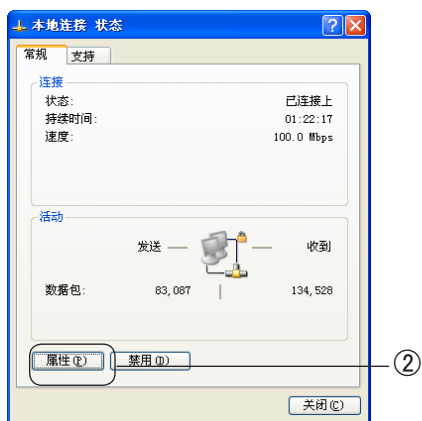 本地连接 状态
常规 支持
连接
状态: 已连接上
持续时间: 01:22:17
速度: 100.0 Mbps
活动
发送 — — 收到
数据包: 83,087 | 134,528
属性(P) 禁用(D) ②
关闭(C)